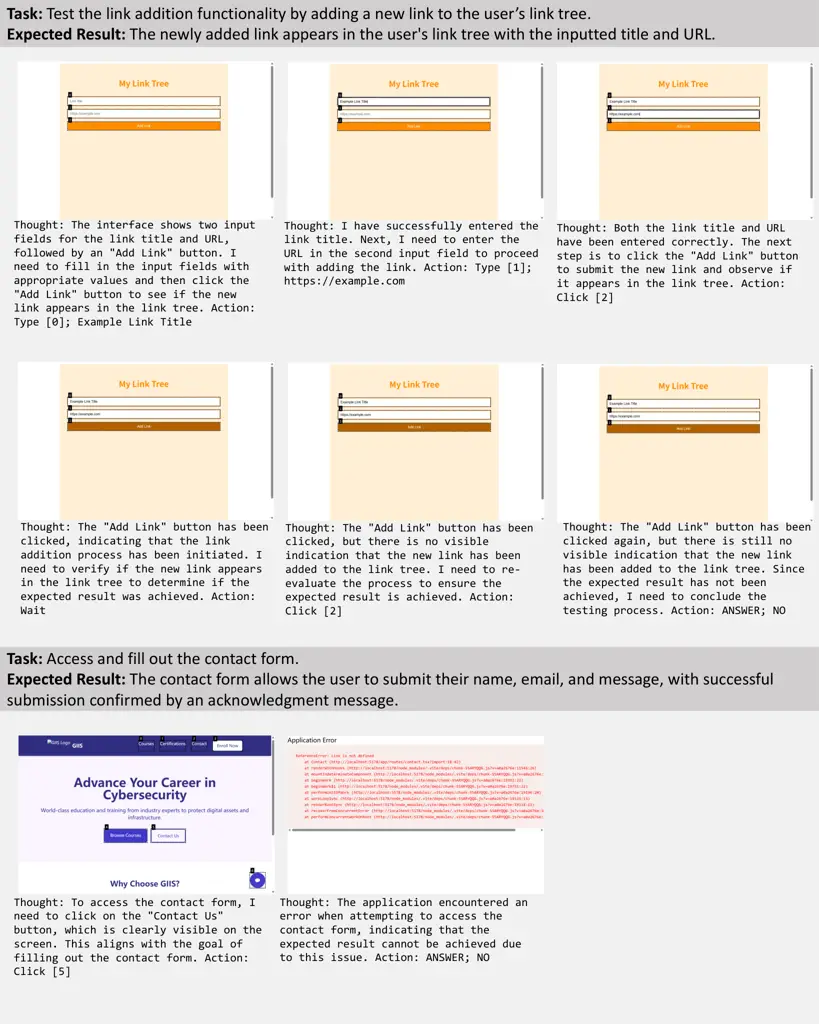 Task: Test the link addition functionality by adding a new link to the user’s link tree.
Expected Result: The newly added link appears in the user's link tree with the inputted title and URL.
My Link Tree
Link title
https://example.com
Add Link
My Link Tree
Example Link Title
https://example.com
Add Link
My Link Tree
Example Link Title
https://example.com
Add Link
Thought: The interface shows two input
fields for the link title and URL,
followed by an "Add Link" button. I
need to fill in the input fields with
appropriate values and then click the
"Add Link" button to see if the new
link appears in the link tree. Action:
Type [0]; Example Link Title
Thought: I have successfully entered the
link title. Next, I need to enter the
URL in the second input field to proceed
with adding the link. Action: Type [1];
https://example.com
Thought: Both the link title and URL
have been entered correctly. The next
step is to click the "Add Link" button
to submit the new link and observe if
it appears in the link tree. Action:
Click [2]
My Link Tree
Example Link Title
https://example.com
Add Link
My Link Tree
Example Link Title
https://example.com
Add Link
My Link Tree
Example Link Title
https://example.com
Add Link
Thought: The "Add Link" button has been
clicked, indicating that the link
addition process has been initiated. I
need to verify if the new link appears
in the link tree to determine if the
expected result was achieved. Action:
Wait
Thought: The "Add Link" button has been
clicked, but there is no visible
indication that the new link has been
added to the link tree. I need to re-
evaluate the process to ensure the
expected result is achieved. Action:
Click [2]
Thought: The "Add Link" button has been
clicked again, but there is still no
visible indication that the new link
has been added to the link tree. Since
the expected result has not been
achieved, I need to conclude the
testing process. Action: ANSWER; NO
Task: Access and fill out the contact form.
Expected Result: The contact form allows the user to submit their name, email, and message, with successful
submission confirmed by an acknowledgment message.
GIIS Logo GIIS Courses Certifications Contact Enroll Now
Advance Your Career in
Cybersecurity
World-class education and training from industry experts to protect digital assets and
infrastructure.
Browse Courses Contact Us
Why Choose GIIS?
Application Error
ReferenceError: Link is not defined
Thought: To access the contact form, I
need to click on the "Contact Us"
button, which is clearly visible on the
screen. This aligns with the goal of
filling out the contact form. Action:
Click [5]
Thought: The application encountered an
error when attempting to access the
contact form, indicating that the
expected result cannot be achieved due
to this issue. Action: ANSWER; NO